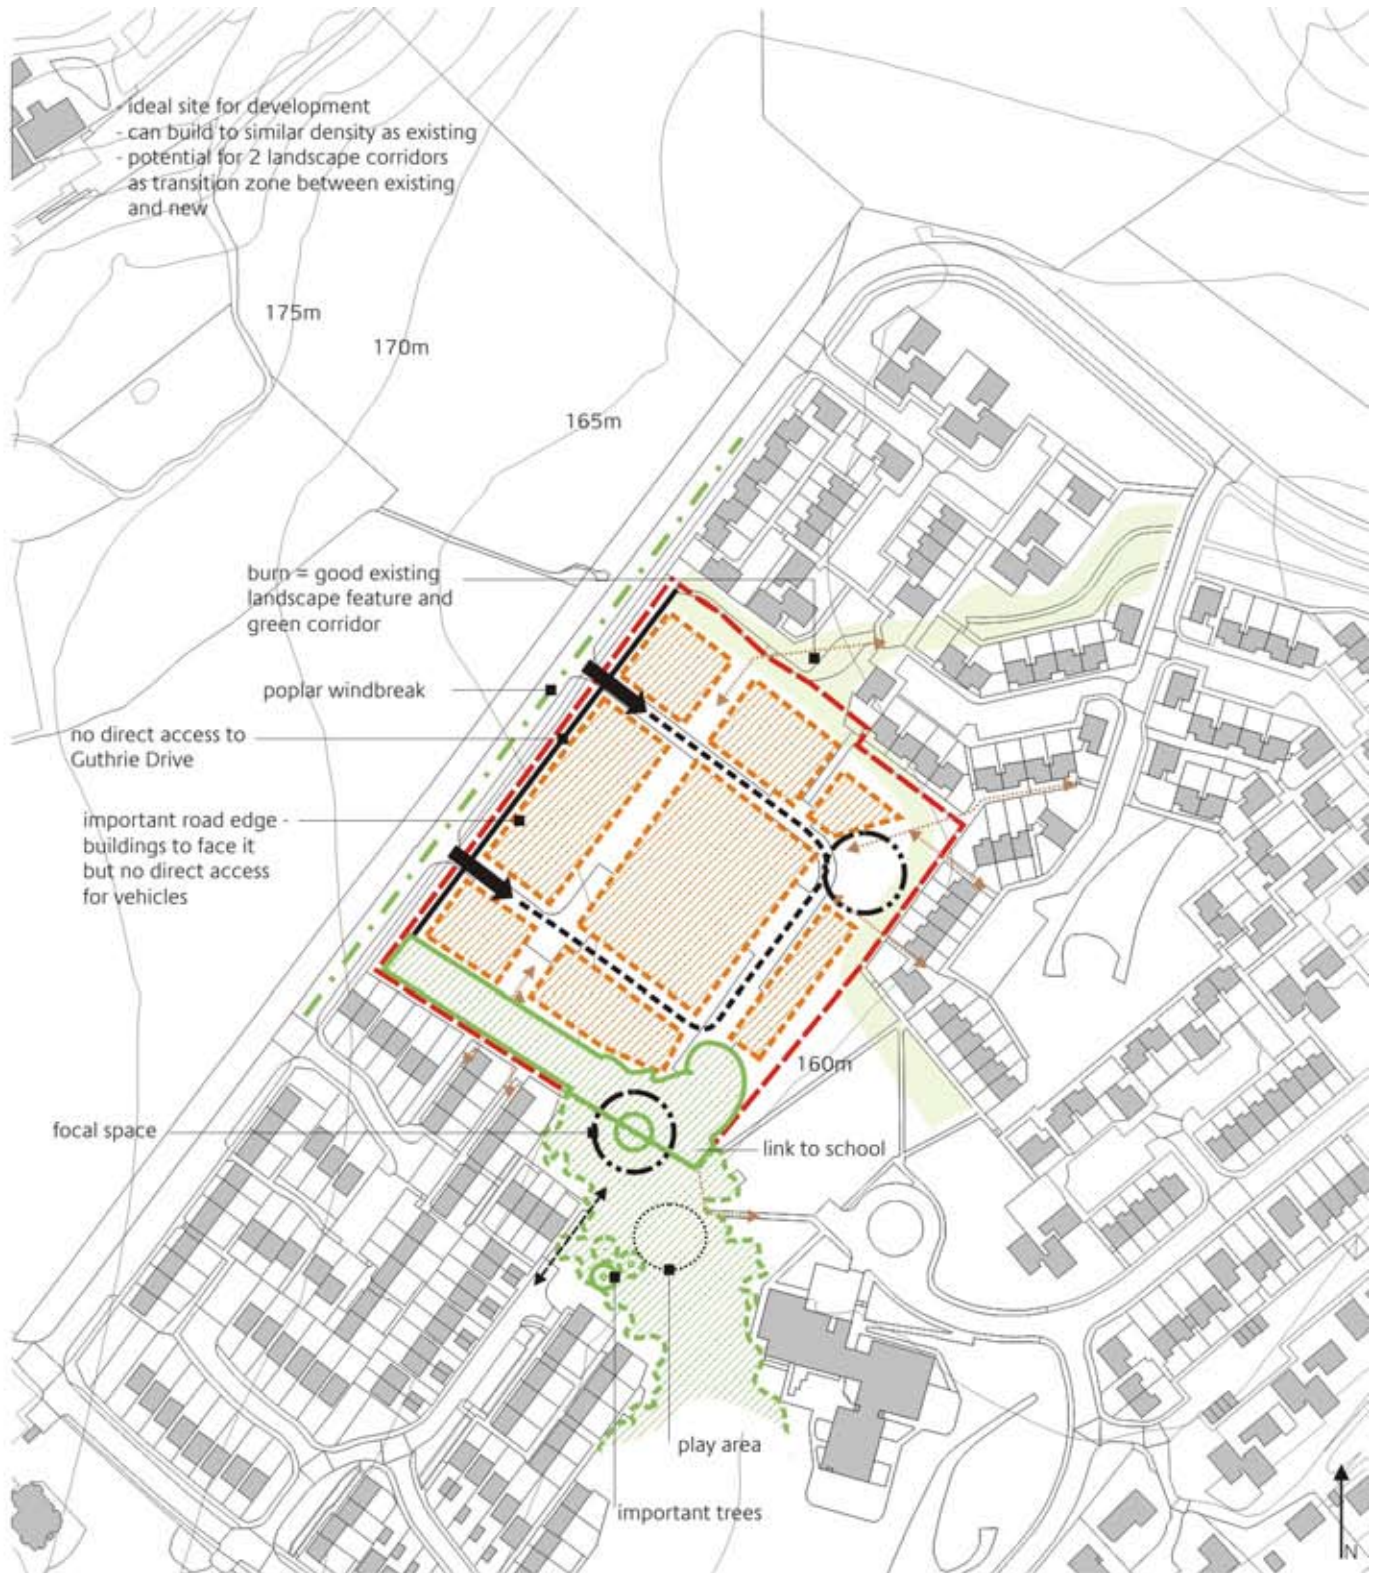 - ideal site for development
- can build to similar density as existing
- potential for 2 landscape corridors
as transition zone between existing
and new
175m
170m
165m
burn = good existing
landscape feature and
green corridor
poplar windbreak
no direct access to
Guthrie Drive
important road edge -
buildings to face it
but no direct access
for vehicles
160m
focal space
link to school
play area
important trees
N